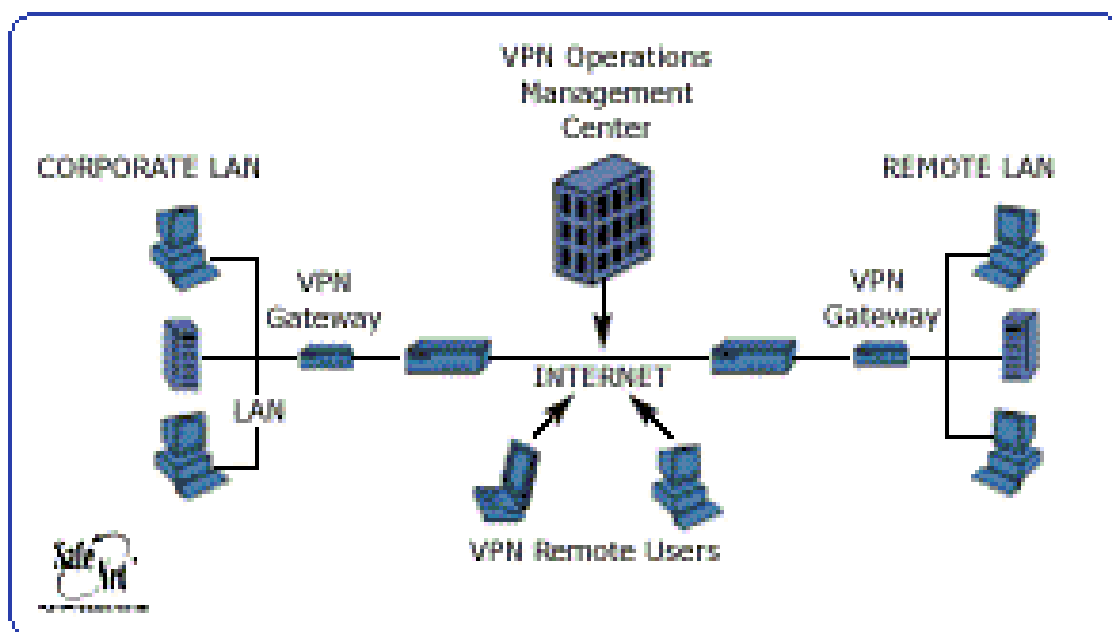 VPN Operations
Management
Center
CORPORATE LAN
REMOTE LAN
VPN
Gateway
VPN
Gateway
INTERNET
LAN
VPN Remote Users
Safe
Net